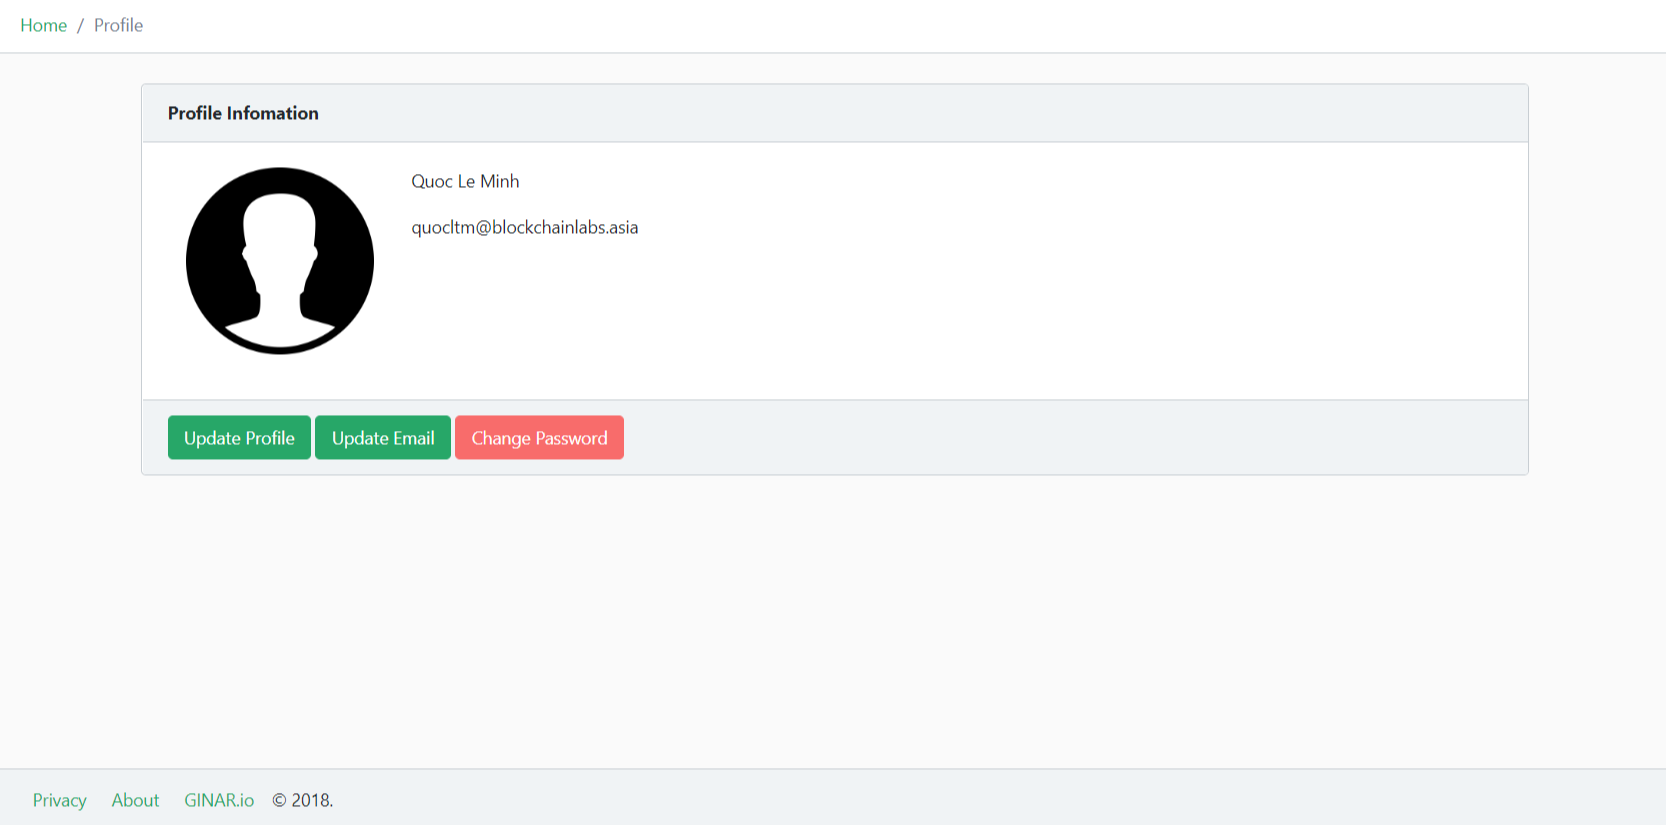 Home / Profile
Profile Infomation
Quoc Le Minh
quocltm@blockchainlabs.asia
Update Profile Update Email Change Password
Privacy About GINAR.io © 2018.